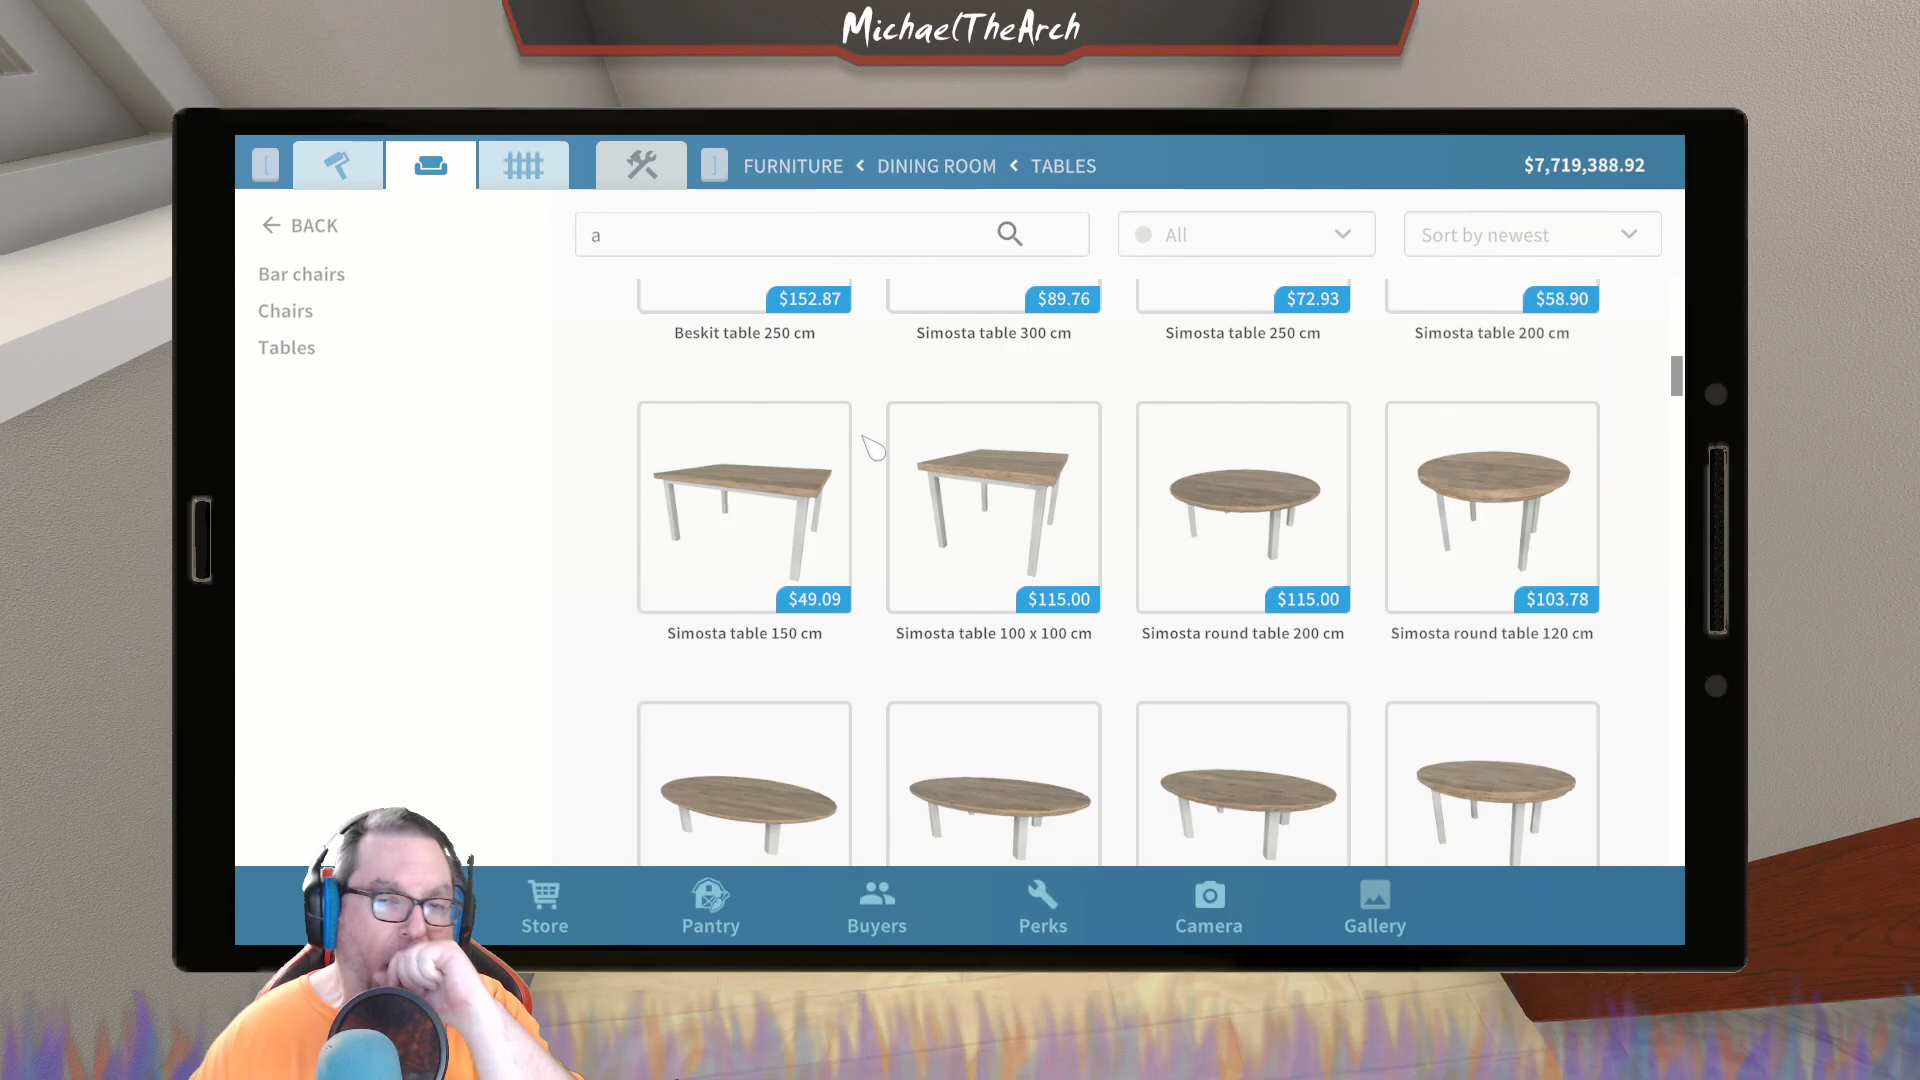 MichaelTheArch
[
]
FURNITURE < DINING ROOM < TABLES
$7,719,388.92
BACK
Bar chairs
Chairs
Tables
a
All
Sort by newest
$152.87
$89.76
$72.93
$58.90
Beskit table 250 cm
Simosta table 300 cm
Simosta table 250 cm
Simosta table 200 cm
$49.09
$115.00
$115.00
$103.78
Simosta table 150 cm
Simosta table 100 x 100 cm
Simosta round table 200 cm
Simosta round table 120 cm
Store
Pantry
Buyers
Perks
Camera
Gallery